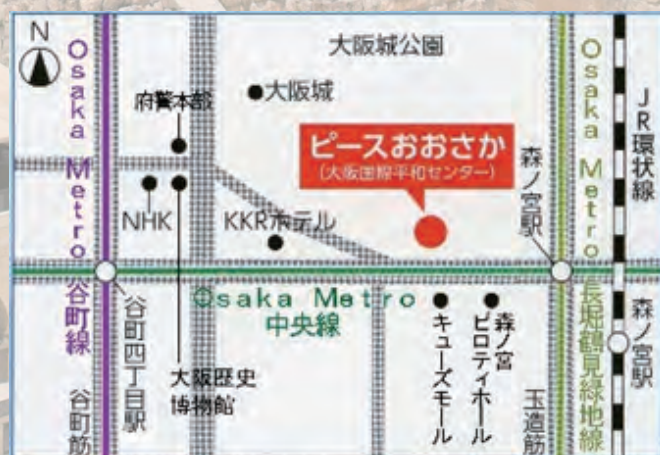 N
Osaka Metro 谷町線
府警本部
大阪城
大阪城公園
ピースおおさか
(大阪国際平和センター)
森ノ宮駅
Osaka Metro 長堀鶴見緑地線
JR環状線
NHK
KKRホテル
Osaka Metro
中央線
谷町四丁目駅
大阪歴史
博物館
キューズモール
森ノ宮
ピロティホール
森ノ宮駅
谷町筋
玉造筋